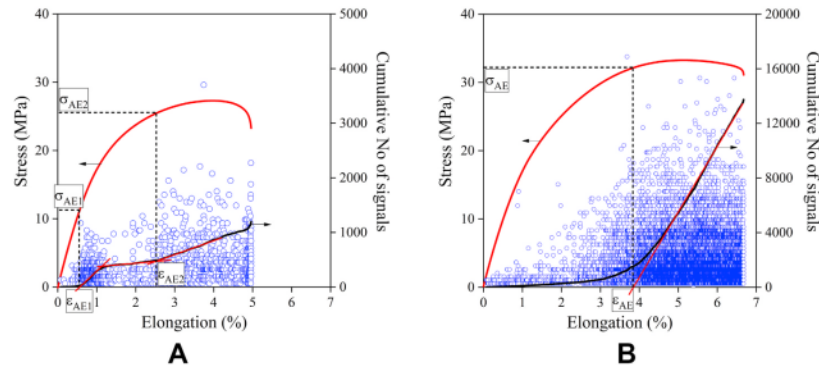 40
30
20
10
0
Stress (MPa)
σAE2
σAE1
εAE1
εAE2
0 1 2 3 4 5 6 7
Elongation (%)
5000
4000
3000
2000
1000
0
Cumulative No of signals
A
40
30
20
10
0
Stress (MPa)
σAE
εAE
0 1 2 3 4 5 6 7
Elongation (%)
20000
16000
12000
8000
4000
0
Cumulative No of signals
B